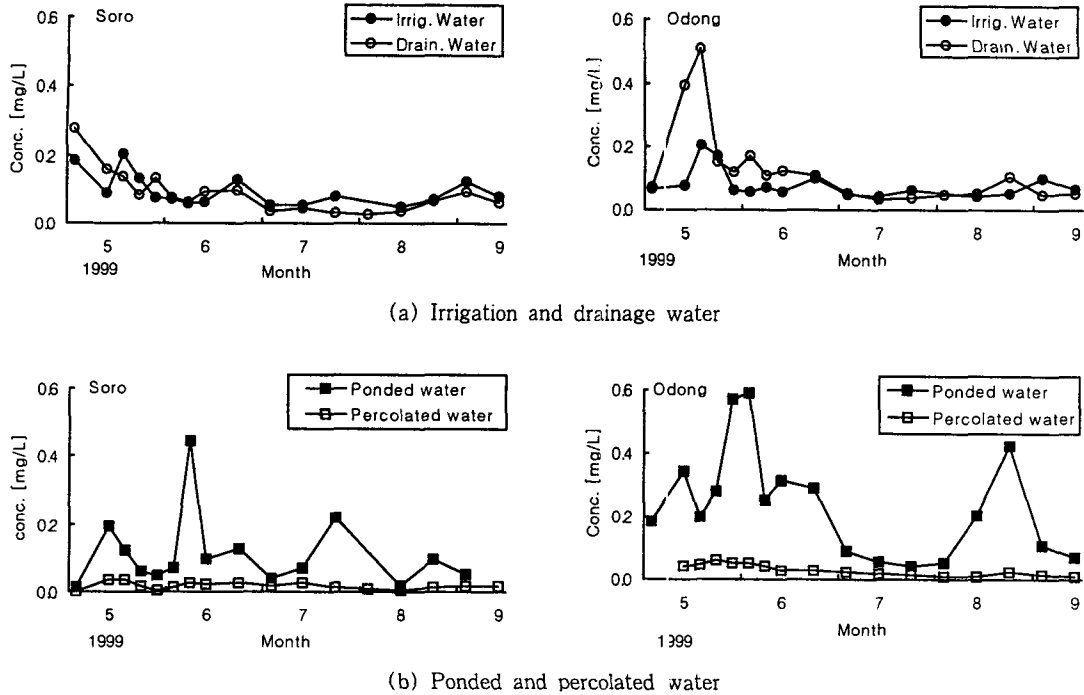 Soro
Irrig. Water
Drain. Water
Conc. [mg/L]
0.6
0.4
0.2
0.0
5 6 7 8 9
1999
Month
Odong
Irrig. Water
Drain. Water
Conc. [mg/L]
0.6
0.4
0.2
0.0
5 6 7 8 9
1999
Month
(a) Irrigation and drainage water
Soro
Ponded water
Percolated water
conc. [mg/L]
0.6
0.4
0.2
0.0
5 6 7 8 9
1999
Month
Odong
Ponded water
Percolated water
Conc. [mg/L]
0.6
0.4
0.2
0.0
5 6 7 8 9
1999
Month
(b) Ponded and percolated water